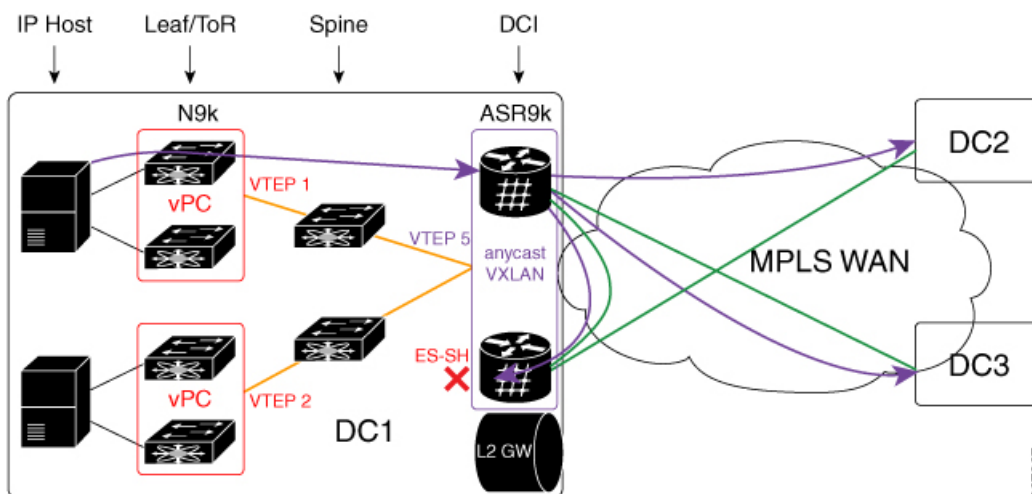 IP Host
Leaf/ToR
Spine
DCI
N9k
ASR9k
VTEP 1
vPC
VTEP 5
anycast
VXLAN
DC2
MPLS WAN
ES-SH
vPC
VTEP 2
DC1
DC3
L2 GW